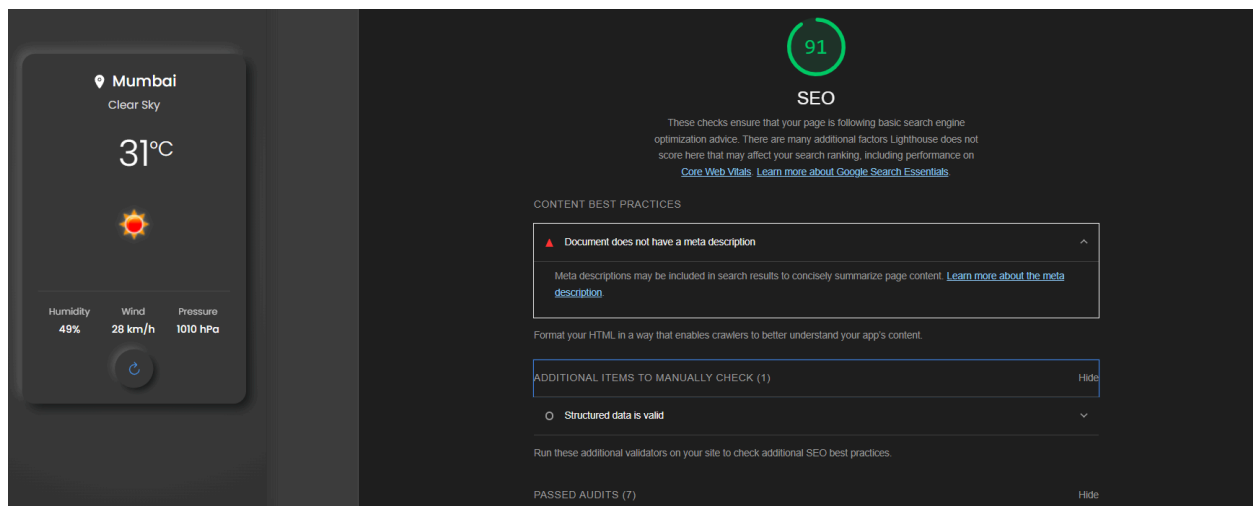 Mumbai
Clear Sky
31°C
Humidity Wind Pressure
49% 28 km/h 1010 hPa
91
SEO
These checks ensure that your page is following basic search engine
optimization advice. There are many additional factors Lighthouse does not
score here that may affect your search ranking, including performance on
Core Web Vitals. Learn more about Google Search Essentials.
CONTENT BEST PRACTICES
Document does not have a meta description
Meta descriptions may be included in search results to concisely summarize page content. Learn more about the meta
description.
Format your HTML in a way that enables crawlers to better understand your app's content.
ADDITIONAL ITEMS TO MANUALLY CHECK (1) Hide
Structured data is valid
Run these additional validators on your site to check additional SEO best practices.
PASSED AUDITS (7) Hide